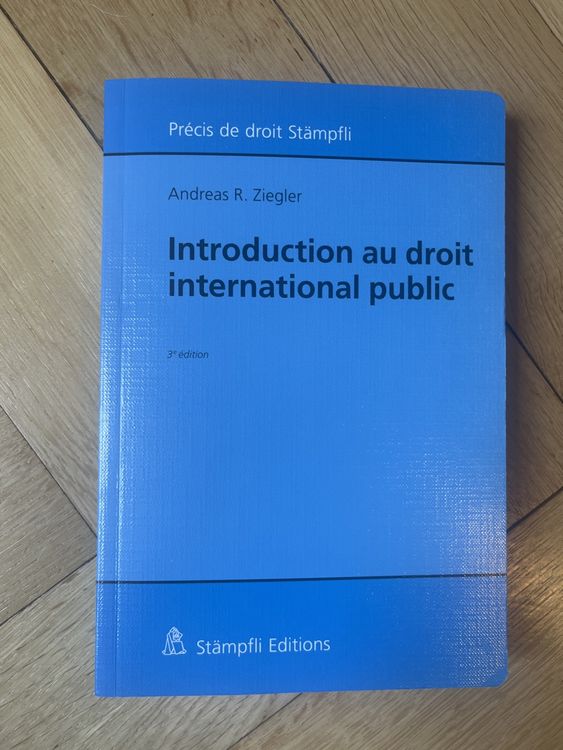 Précis de droit Stämpfli
Andreas R. Ziegler
Introduction au droit
international public
3e édition
Stämpfli Editions